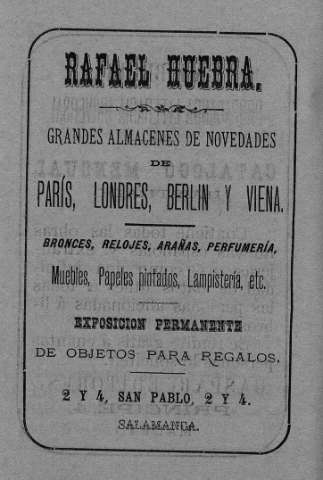 RAFAEL HUEBRA.
GRANDES ALMACENES DE NOVEDADES
DE
PARÍS, LONDRES, BERLIN Y VIENA.
BRONCES, RELOJES, ARAÑAS, PERFUMERÍA,
Muebles, Papeles pintados, Lampistería, etc.
EXPOSICION PERMANENTE
DE OBJETOS PARA REGALOS.
2 Y 4, SAN PABLO, 2 Y 4.
SALAMANCA.